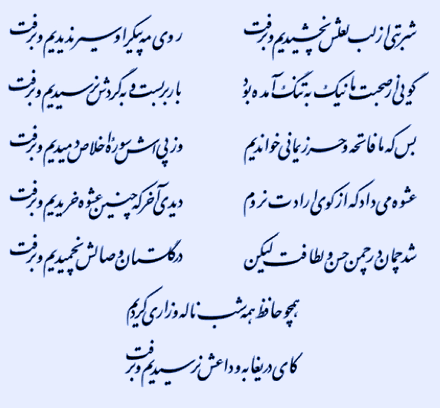 شربتی از لب لعلش نچشیدیم و برفت روی مه پیکر او سیر ندیدیم و برفت
گویی از صحبت ما نیک به تنگ آمده بود بار بربست و به گردش نرسیدیم و برفت
بس که ما فاتحه و حرز یمانی خواندیم وز پی اش سوره اخلاص دمیدیم و برفت
عشوه می داد که از کوی ارادت نروم دیدی آخر که چنین عشوه خریدیم و برفت
شد چمان در چمن حسن و لطافت لیکن در گلستان وصالش نچمیدیم و برفت
همچو حافظ همه شب ناله و زاری کردیم
کای دریغا به وداعش نرسیدیم و برفت